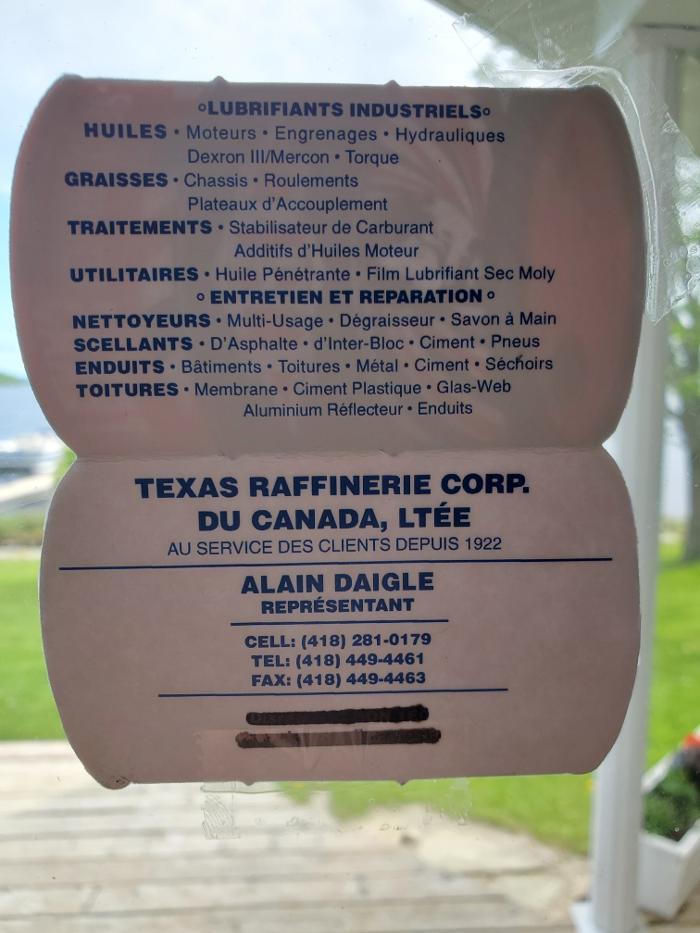 °LUBRIFIANTS INDUSTRIELS°
HUILES • Moteurs • Engrenages • Hydrauliques
Dexron III/Mercon • Torque
GRAISSES • Chassis • Roulements
Plateaux d'Accouplement
TRAITEMENTS • Stabilisateur de Carburant
Additifs d'Huiles Moteur
UTILITAIRES • Huile Pénétrante • Film Lubrifiant Sec Moly
° ENTRETIEN ET REPARATION °
NETTOYEURS • Multi-Usage • Dégraisseur • Savon à Main
SCELLANTS • D'Asphalte • d'Inter-Bloc • Ciment • Pneus
ENDUITS • Bâtiments • Toitures • Métal • Ciment • Séchoirs
TOITURES • Membrane • Ciment Plastique • Glas-Web
Aluminium Réflecteur • Enduits
TEXAS RAFFINERIE CORP.
DU CANADA, LTÉE
AU SERVICE DES CLIENTS DEPUIS 1922
ALAIN DAIGLE
REPRÉSENTANT
CELL: (418) 281-0179
TEL: (418) 449-4461
FAX: (418) 449-4463